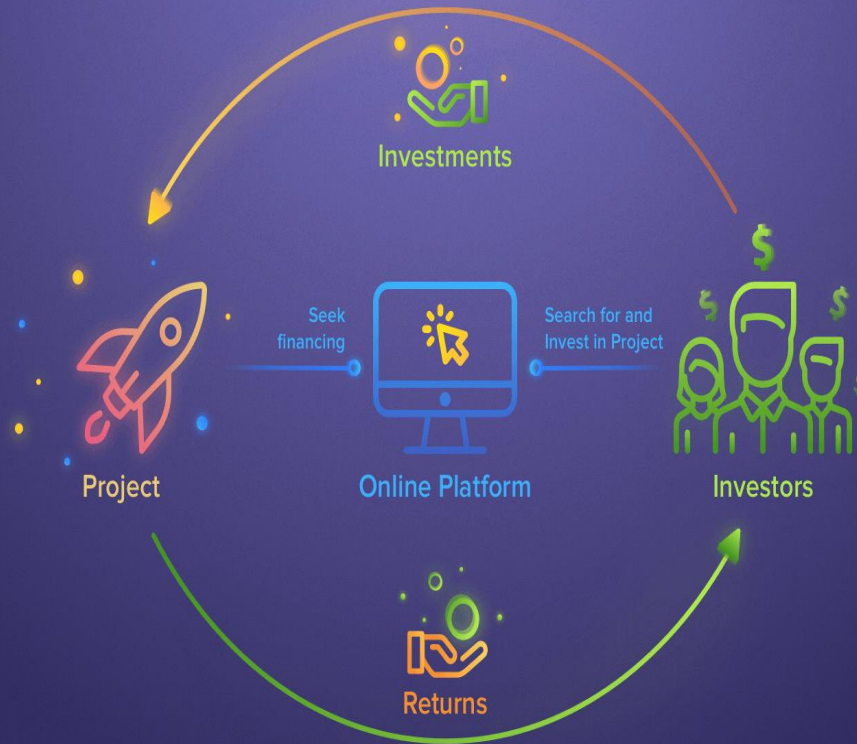 Investments
Seek
financing
Search for and
Invest in Project
Project
Online Platform
Investors
Returns